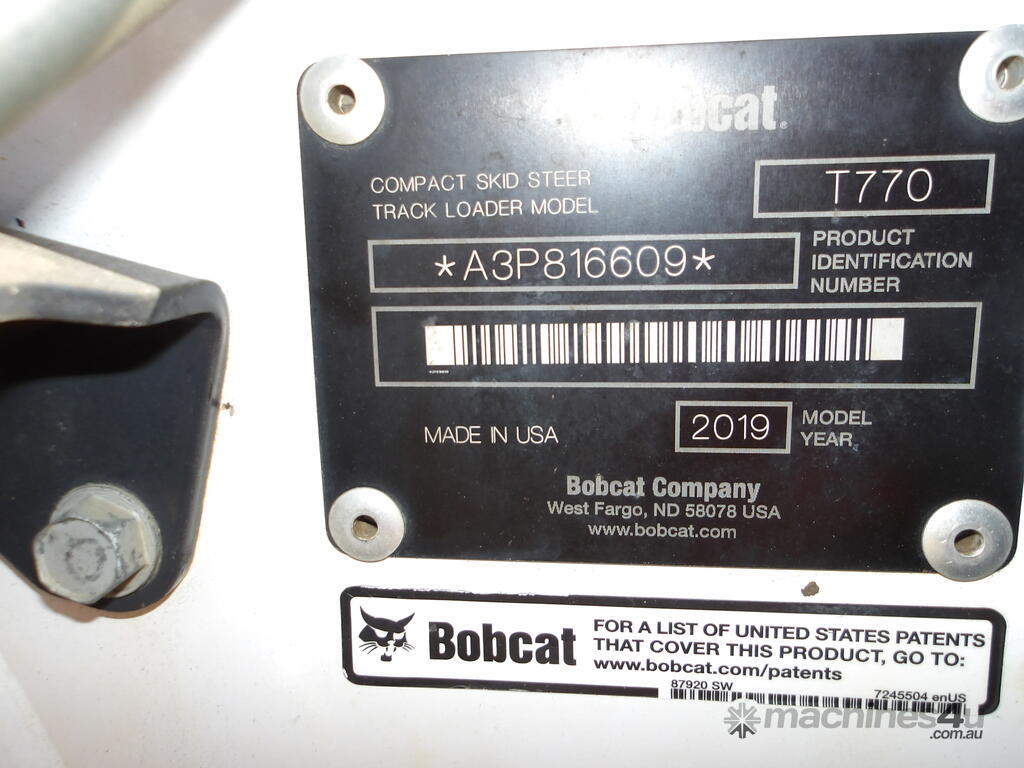 Bobcat.
COMPACT SKID STEER
TRACK LOADER MODEL
T770
*A3P816609*
PRODUCT
IDENTIFICATION
NUMBER
MADE IN USA
2019
MODEL
YEAR
Bobcat Company
West Fargo, ND 58078 USA
www.bobcat.com
Bobcat
FOR A LIST OF UNITED STATES PATENTS
THAT COVER THIS PRODUCT, GO TO:
www.bobcat.com/patents
87920 SW
7245504 enUS
machines4u
.com.au